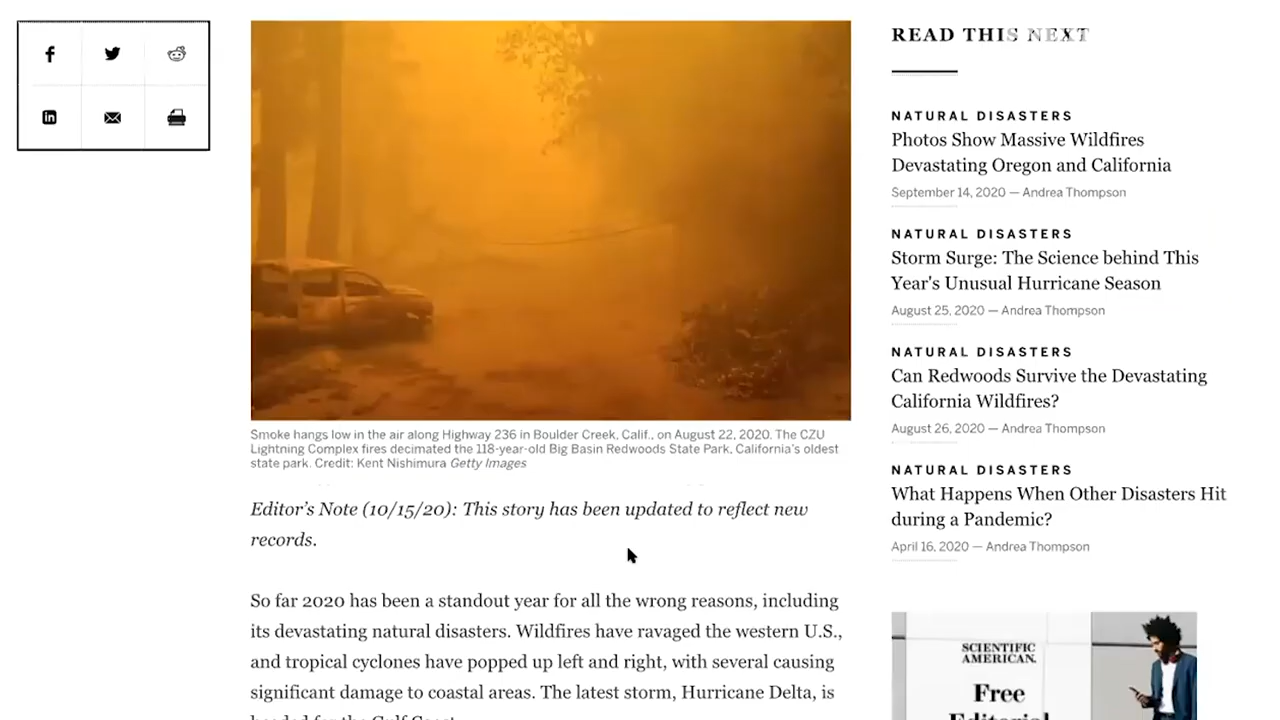 Smoke hangs low in the air along Highway 236 in Boulder Creek, Calif., on August 22, 2020. The CZU
Lightning Complex fires decimated the 118-year-old Big Basin Redwoods State Park, California's oldest
state park. Credit: Kent Nishimura Getty Images
Editor's Note (10/15/20): This story has been updated to reflect new
records.
So far 2020 has been a standout year for all the wrong reasons, including
its devastating natural disasters. Wildfires have ravaged the western U.S.,
and tropical cyclones have popped up left and right, with several causing
significant damage to coastal areas. The latest storm, Hurricane Delta, is
headed for the Gulf Coast
READ THIS NEXT
NATURAL DISASTERS
Photos Show Massive Wildfires
Devastating Oregon and California
September 14, 2020 — Andrea Thompson
NATURAL DISASTERS
Storm Surge: The Science behind This
Year's Unusual Hurricane Season
August 25, 2020 — Andrea Thompson
NATURAL DISASTERS
Can Redwoods Survive the Devastating
California Wildfires?
August 26, 2020 — Andrea Thompson
NATURAL DISASTERS
What Happens When Other Disasters Hit
during a Pandemic?
April 16, 2020 — Andrea Thompson
SCIENTIFIC
AMERICAN.
Free
Editorial